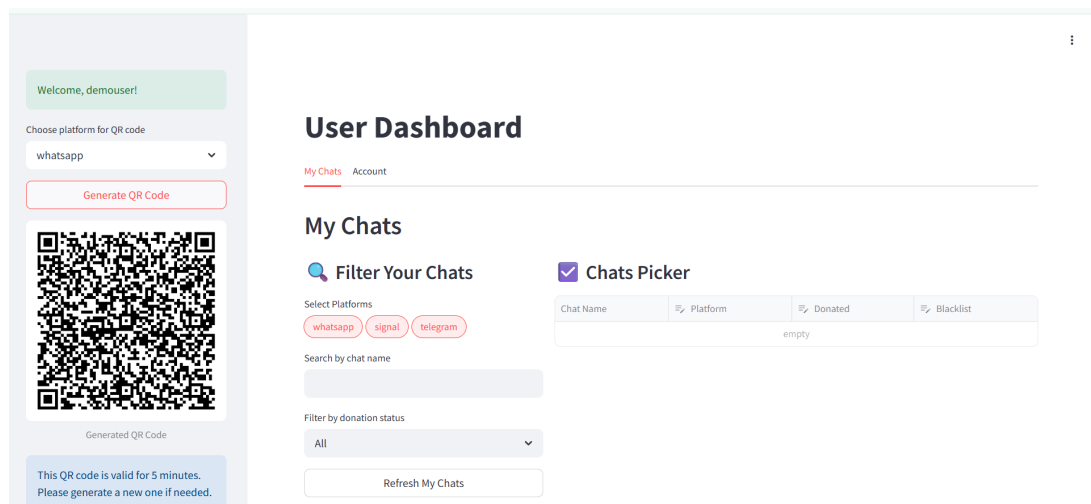 Welcome, demouser!
Choose platform for QR code
whatsapp
Generate QR Code
Generated QR Code
This QR code is valid for 5 minutes.
Please generate a new one if needed.
User Dashboard
My Chats
Account
My Chats
Filter Your Chats
Select Platforms
whatsapp
signal
telegram
Search by chat name
Filter by donation status
All
Refresh My Chats
Chats Picker
Chat Name
Platform
Donated
Blacklist
empty